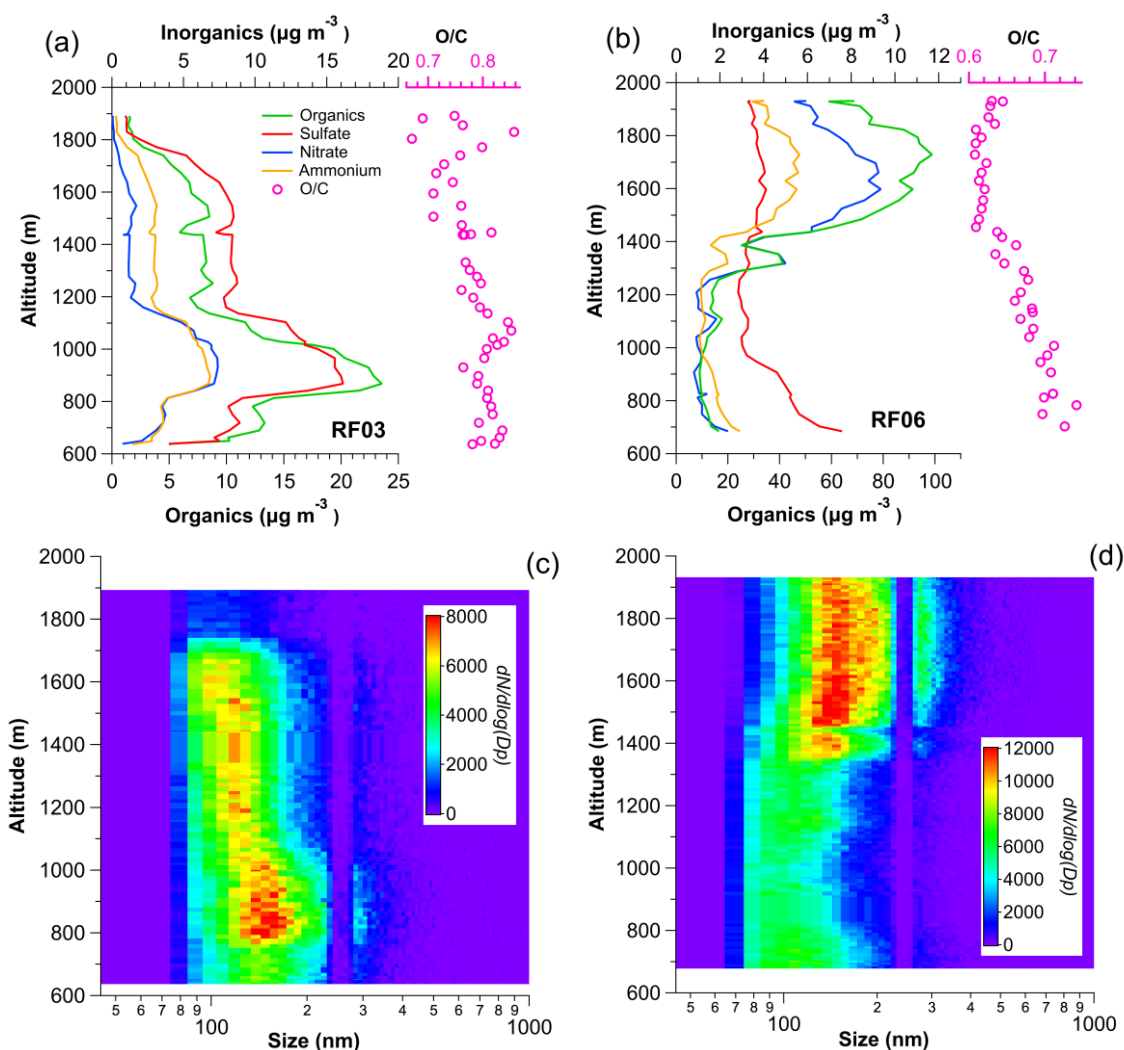 (a)
Inorganics (µg m⁻³)
0 5 10 15 20
O/C
0.7 0.8
2000
1800
1600
1400
1200
1000
800
600
Altitude (m)
Organics
Sulfate
Nitrate
Ammonium
O/C
RF03
0 5 10 15 20 25
Organics (µg m⁻³)
(b)
Inorganics (µg m⁻³)
0 2 4 6 8 10 12
O/C
0.6 0.7
2000
1800
1600
1400
1200
1000
800
600
Altitude (m)
RF06
0 20 40 60 80 100
Organics (µg m⁻³)
(c)
2000
1800
1600
1400
1200
1000
800
600
Altitude (m)
8000
6000
4000
2000
0
dN/dlog(Dp)
5 6 7 8 9 100 2 3 4 5 6 7 8 9 1000
Size (nm)
(d)
2000
1800
1600
1400
1200
1000
800
600
Altitude (m)
12000
10000
8000
6000
4000
2000
0
dN/dlog(Dp)
5 6 7 8 9 100 2 3 4 5 6 7 8 9 1000
Size (nm)